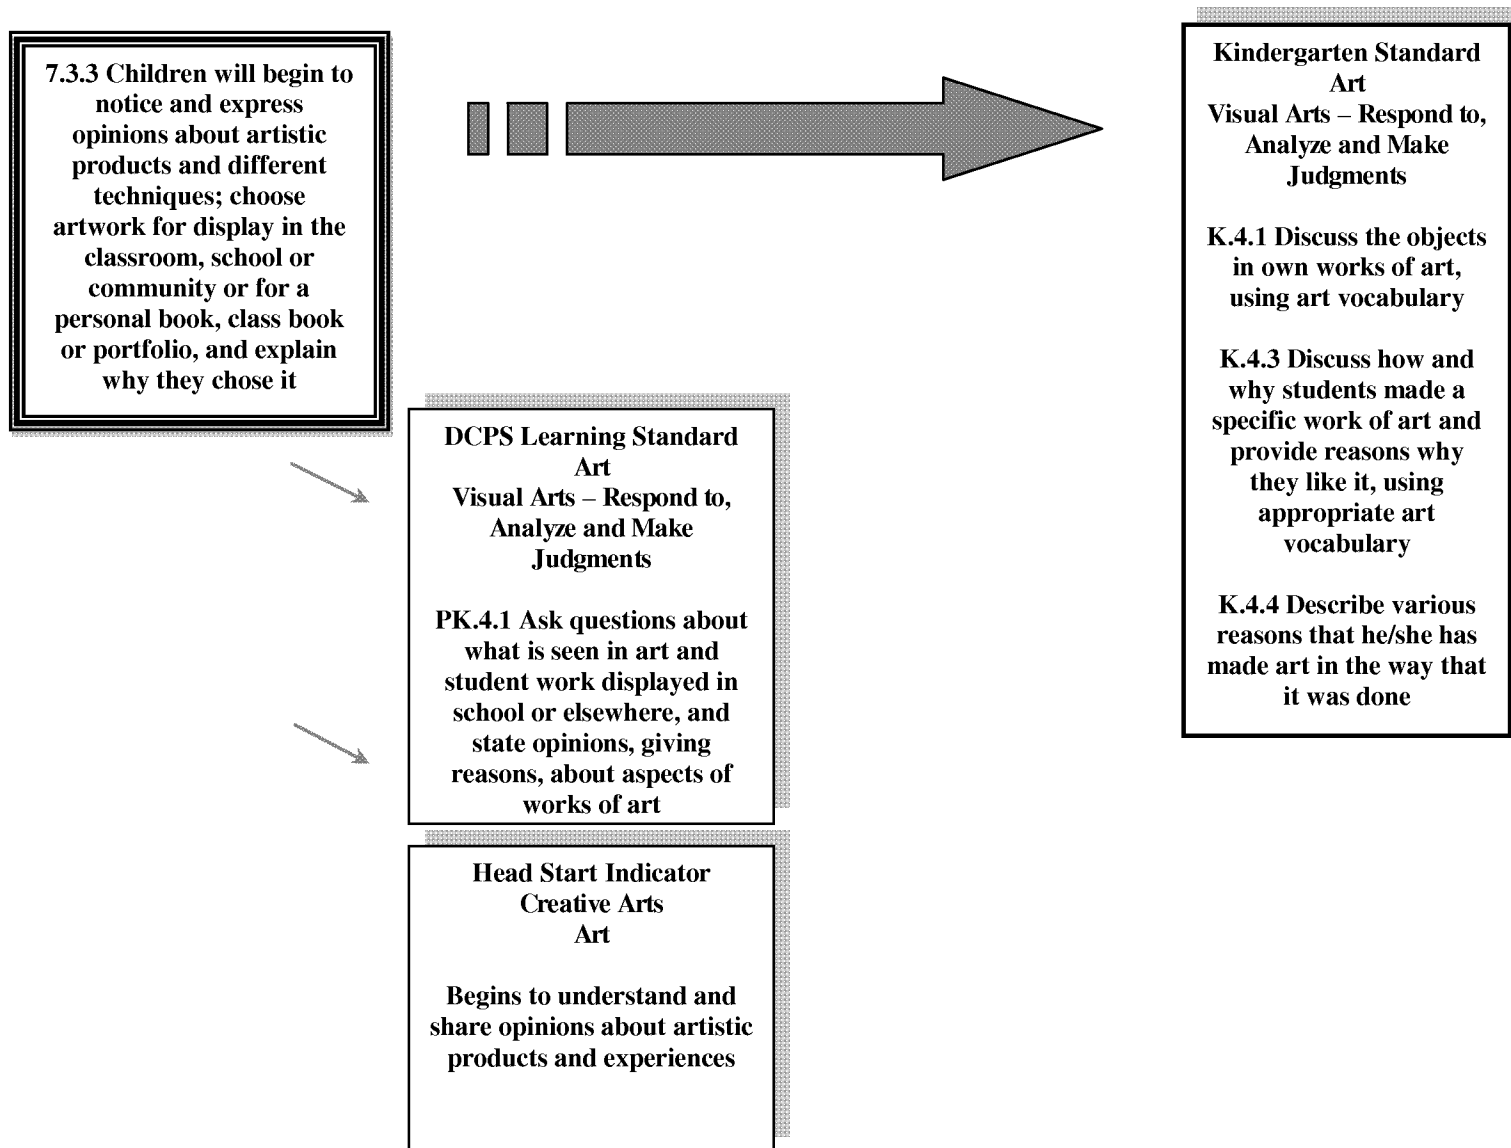 7.3.3 Children will begin to
notice and express
opinions about artistic
products and different
techniques; choose
artwork for display in the
classroom, school or
community or for a
personal book, class book
or portfolio, and explain
why they chose it
DCPS Learning Standard
Art
Visual Arts – Respond to,
Analyze and Make
Judgments
PK.4.1 Ask questions about
what is seen in art and
student work displayed in
school or elsewhere, and
state opinions, giving
reasons, about aspects of
works of art
Head Start Indicator
Creative Arts
Art
Begins to understand and
share opinions about artistic
products and experiences
Kindergarten Standard
Art
Visual Arts – Respond to,
Analyze and Make
Judgments
K.4.1 Discuss the objects
in own works of art,
using art vocabulary
K.4.3 Discuss how and
why students made a
specific work of art and
provide reasons why
they like it, using
appropriate art
vocabulary
K.4.4 Describe various
reasons that he/she has
made art in the way that
it was done